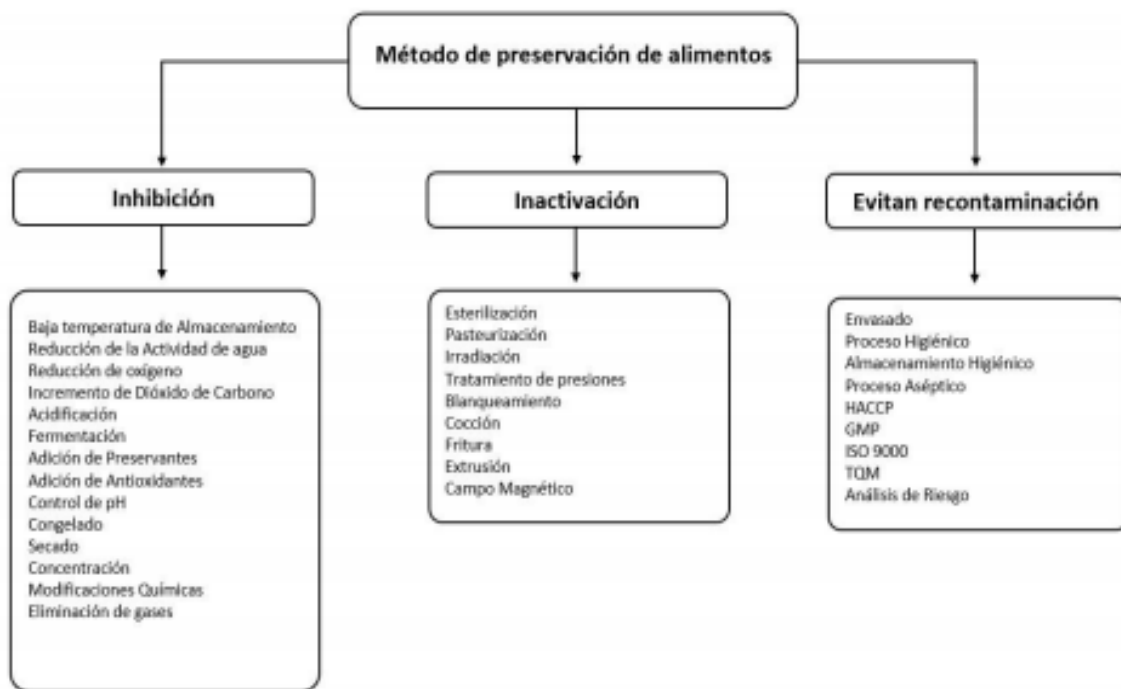 Método de preservación de alimentos
Inhibición
Baja temperatura de Almacenamiento
Reducción de la Actividad de agua
Reducción de oxígeno
Incremento de Dióxido de Carbono
Acidificación
Fermentación
Adición de Preservantes
Adición de Antioxidantes
Control de pH
Congelado
Secado
Concentración
Modificaciones Químicas
Eliminación de gases
Inactivación
Esterilización
Pasteurización
Irradiación
Tratamiento de presiones
Blanqueamiento
Cocción
Fritura
Extrusión
Campo Magnético
Evitan recontaminación
Envasado
Proceso Higiénico
Almacenamiento Higiénico
Proceso Aséptico
HACCP
GMP
ISO 9000
TQM
Análisis de Riesgo